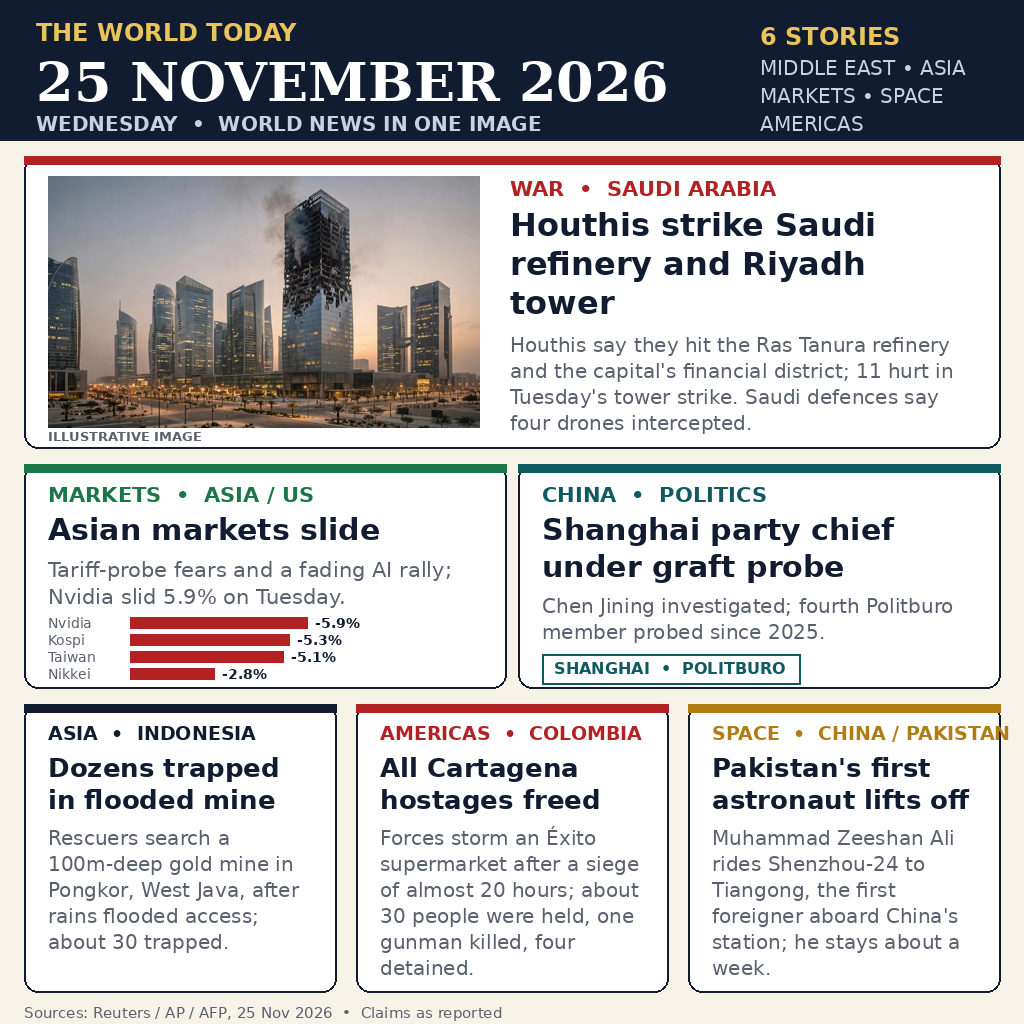 THE WORLD TODAY
25 NOVEMBER 2026
WEDNESDAY • WORLD NEWS IN ONE IMAGE
6 STORIES
MIDDLE EAST • ASIA
MARKETS • SPACE
AMERICAS
ILLUSTRATIVE IMAGE
WAR • SAUDI ARABIA
Houthis strike Saudi
refinery and Riyadh
tower
Houthis say they hit the Ras Tanura refinery
and the capital's financial district; 11 hurt in
Tuesday's tower strike. Saudi defences say
four drones intercepted.
MARKETS • ASIA / US
Asian markets slide
Tariff-probe fears and a fading AI rally;
Nvidia slid 5.9% on Tuesday.
Nvidia -5.9%
Kospi -5.3%
Taiwan -5.1%
Nikkei -2.8%
CHINA • POLITICS
Shanghai party chief
under graft probe
Chen Jining investigated; fourth Politburo
member probed since 2025.
SHANGHAI • POLITBURO
ASIA • INDONESIA
Dozens trapped
in flooded mine
Rescuers search a
100m-deep gold mine in
Pongkor, West Java, after
rains flooded access;
about 30 trapped.
AMERICAS • COLOMBIA
All Cartagena
hostages freed
Forces storm an Éxito
supermarket after a siege
of almost 20 hours; about
30 people were held, one
gunman killed, four
detained.
SPACE • CHINA / PAKISTAN
Pakistan's first
astronaut lifts off
Muhammad Zeeshan Ali
rides Shenzhou-24 to
Tiangong, the first
foreigner aboard China's
station; he stays about a
week.
Sources: Reuters / AP / AFP, 25 Nov 2026 • Claims as reported